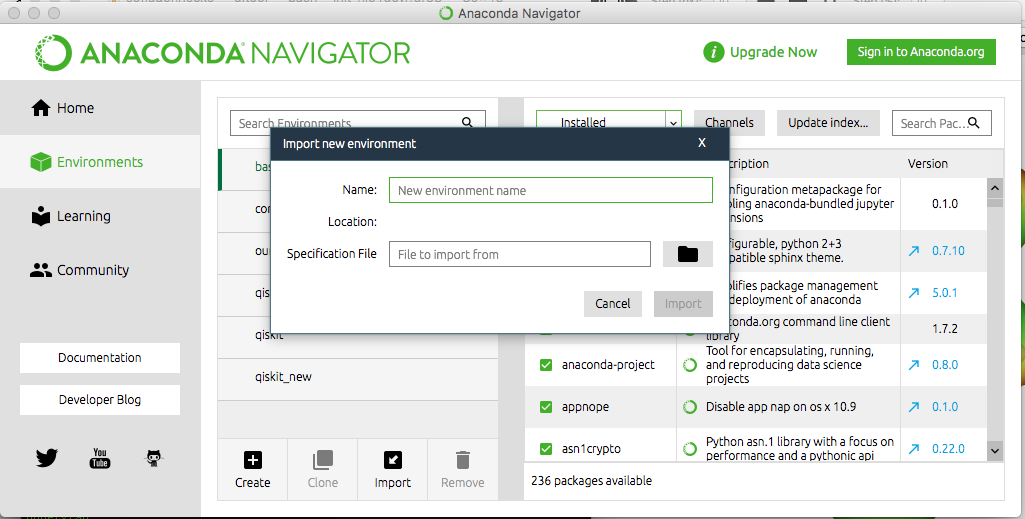 Anaconda Navigator
ANACONDA NAVIGATOR
Upgrade Now
Sign in to Anaconda.org
Home
Environments
Learning
Community
Documentation
Developer Blog
You
Tube
Search Environments
bas
cor
our
qis
qiskit
qiskit_new
Create
Clone
Import
Remove
Import new environment
X
Name:
New environment name
Location:
Specification File
File to import from
Cancel
Import
Installed
Channels
Update index...
Search Pac...
cription
Version
nfiguration metapackage for
bling anaconda-bundled jupyter
ensions
0.1.0
figurable, python 2+3
patible sphinx theme.
0.7.10
plifies package management
deployment of anaconda
5.0.1
conda.org command line client
library
1.7.2
anaconda-project
Tool for encapsulating, running,
and reproducing data science
projects
0.8.0
appnope
Disable app nap on os x 10.9
0.1.0
asn1crypto
Python asn.1 library with a focus on
performance and a pythonic api
0.22.0
236 packages available